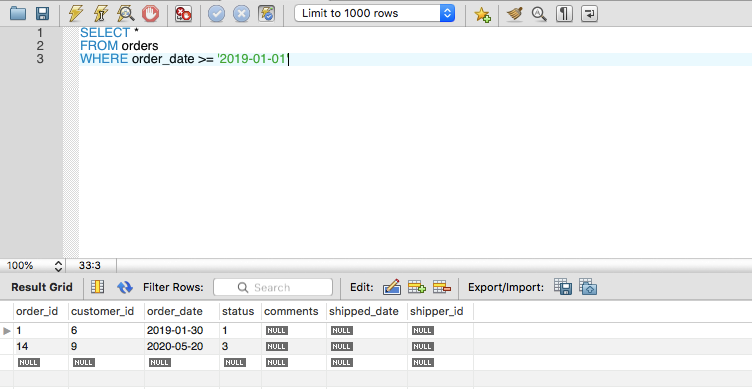 Limit to 1000 rows
1 SELECT *
2 FROM orders
3 WHERE order_date >= '2019-01-01'
100% 33:3
Result Grid Filter Rows: Search Edit: Export/Import:
order_id customer_id order_date status comments shipped_date shipper_id
1 6 2019-01-30 1 NULL NULL NULL
14 9 2020-05-20 3 NULL NULL NULL
NULL NULL NULL NULL NULL NULL NULL